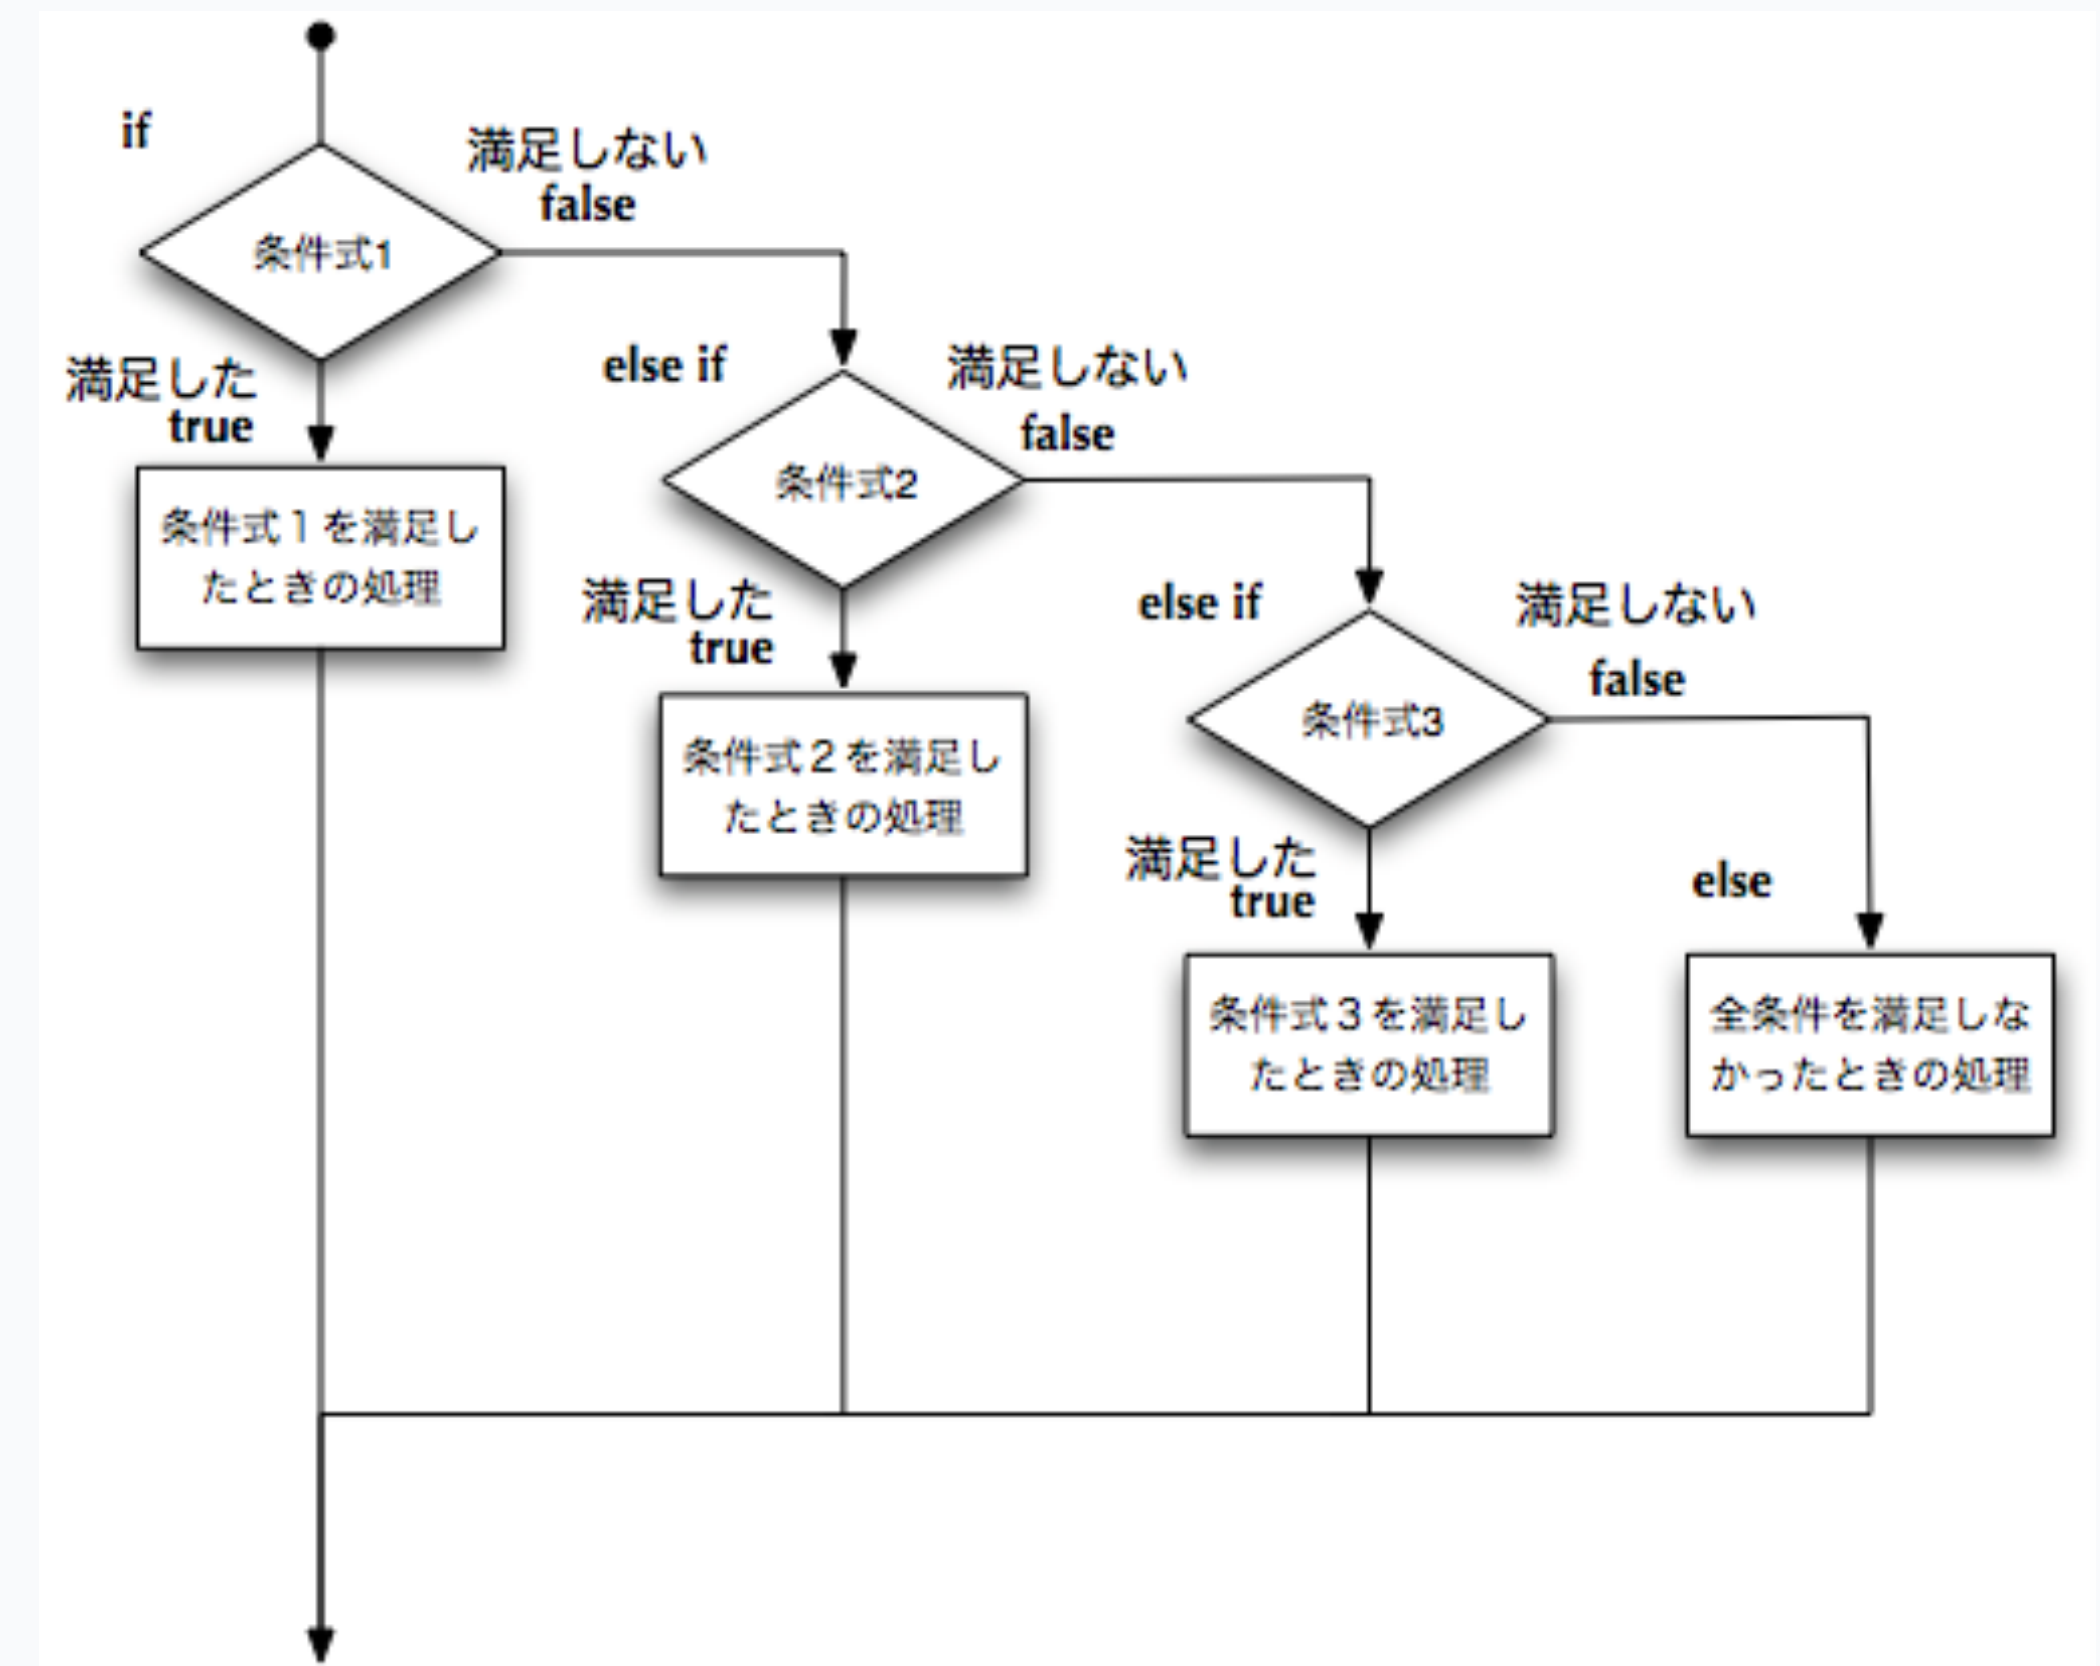 if
満足しない
false
条件式1
満足した
true
条件式１を満足し
たときの処理
else if
満足しない
false
条件式2
満足した
true
条件式２を満足し
たときの処理
else if
満足しない
false
条件式3
満足した
true
条件式３を満足し
たときの処理
else
全条件を満足しな
かったときの処理